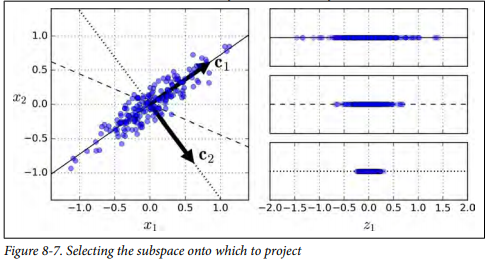 1.0
0.5
x2
0.0
−0.5
−1.0
c1
c2
−1.0 −0.5 0.0 0.5 1.0
x1
−2.0 −1.5 −1.0 −0.5 0.0 0.5 1.0 1.5 2.0
z1
Figure 8-7. Selecting the subspace onto which to project